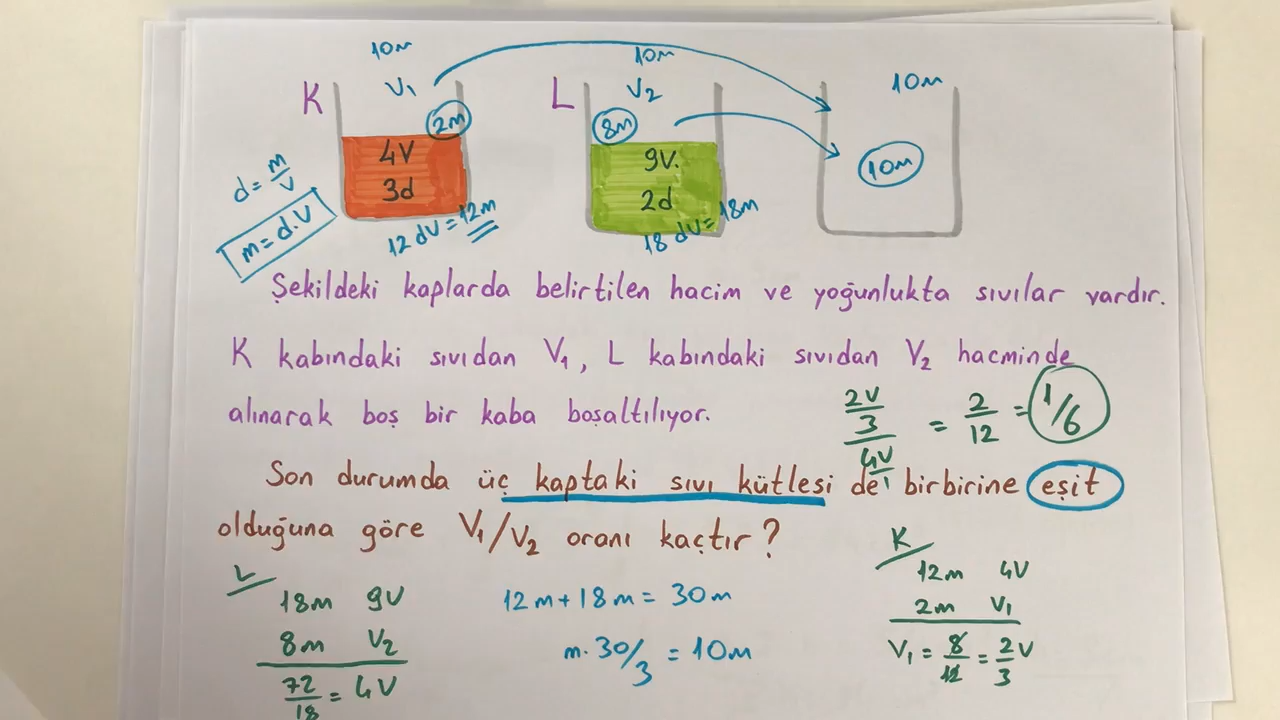 10m 10m 10m
K V₁ L V₂
2m 8m
4V 9V.
3d 2d 10m
d = m/v
m = d.V
12 dV = 12m 18 dV = 18m
Şekildeki kaplarda belirtilen hacim ve yoğunlukta sıvılar vardır.
K kabındaki sıvıdan V₁, L kabındaki sıvıdan V₂ hacminde
alınarak boş bir kaba boşaltılıyor.
2V/3 / 4V/1 = 2/12 = 1/6
Son durumda üç kaptaki sıvı kütlesi de birbirine eşit
olduğuna göre V₁/V₂ oranı kaçtır?
L
18m 9V
8m V₂
72/18 = 4V
12m + 18m = 30m
m. 30/3 = 10m
K
12m 4V
2m V₁
V₁ = 8/12 = 2V/3